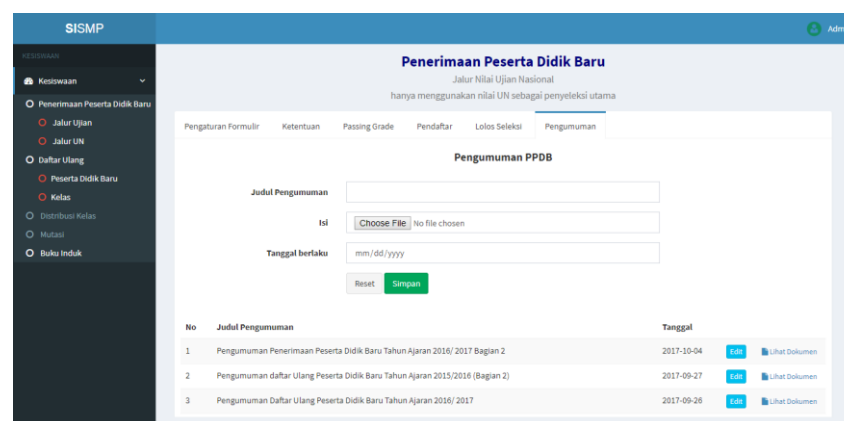 SISMP
Adm
KESISWAAN
Kesiswaan
Penerimaan Peserta Didik Baru
Jalur Ujian
Jalur UN
Daftar Ulang
Peserta Didik Baru
Kelas
Distribusi Kelas
Mutasi
Buku Induk
Penerimaan Peserta Didik Baru
Jalur Nilai Ujian Nasional
hanya menggunakan nilai UN sebagai penyeleksi utama
Pengaturan Formulir Ketentuan Passing Grade Pendaftar Lolos Seleksi Pengumuman
Pengumuman PPDB
Judul Pengumuman
Isi Choose File No file chosen
Tanggal berlaku mm/dd/yyyy
Reset Simpan
No Judul Pengumuman Tanggal
1 Pengumuman Penerimaan Peserta Didik Baru Tahun Ajaran 2016/ 2017 Bagian 2 2017-10-04 Edit Lihat Dokumen
2 Pengumuman daftar Ulang Peserta Didik Baru Tahun Ajaran 2015/2016 (Bagian 2) 2017-09-27 Edit Lihat Dokumen
3 Pengumuman Daftar Ulang Peserta Didik Baru Tahun Ajaran 2016/ 2017 2017-09-26 Edit Lihat Dokumen